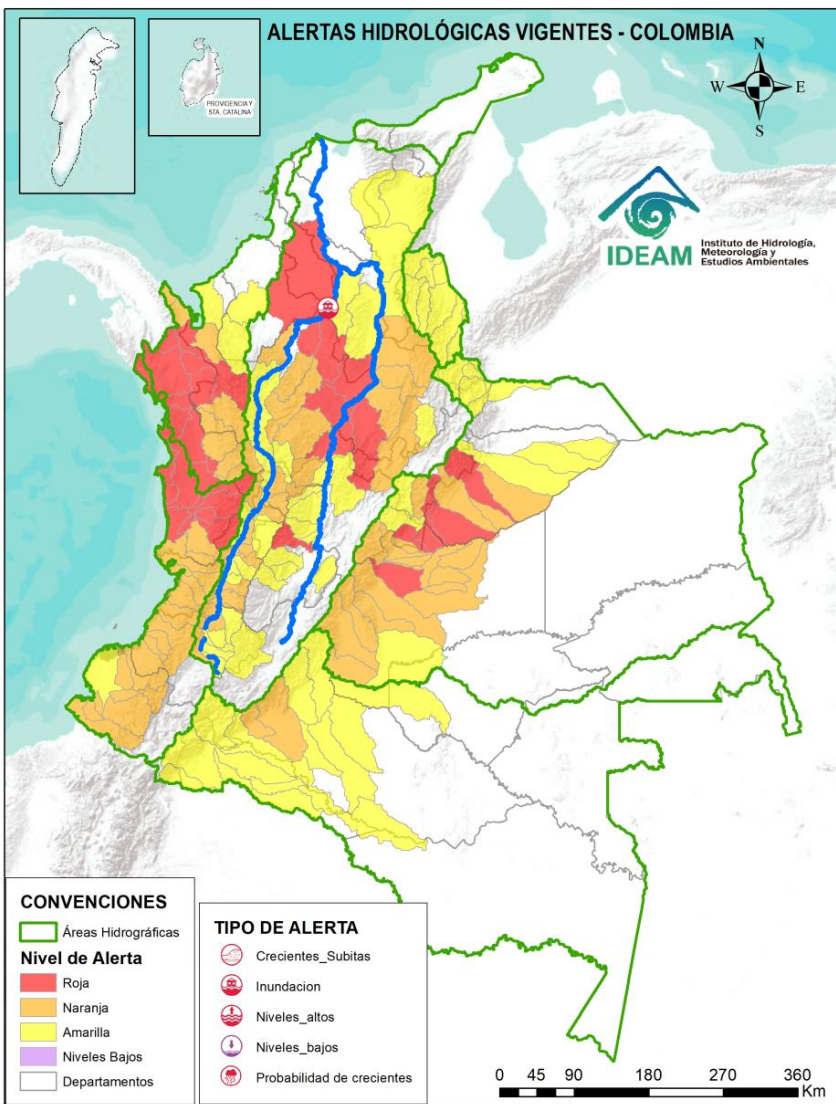 ALERTAS HIDROLÓGICAS VIGENTES - COLOMBIA
PROVIDENCIA Y
STA. CATALINA
N
W
E
S
IDEAM
Instituto de Hidrología,
Meteorología y
Estudios Ambientales
CONVENCIONES
Áreas Hidrográficas
Nivel de Alerta
Roja
Naranja
Amarilla
Niveles Bajos
Departamentos
TIPO DE ALERTA
Crecientes_Subitas
Inundacion
Niveles_altos
Niveles_bajos
Probabilidad de crecientes
0 45 90 180 270 360
Km